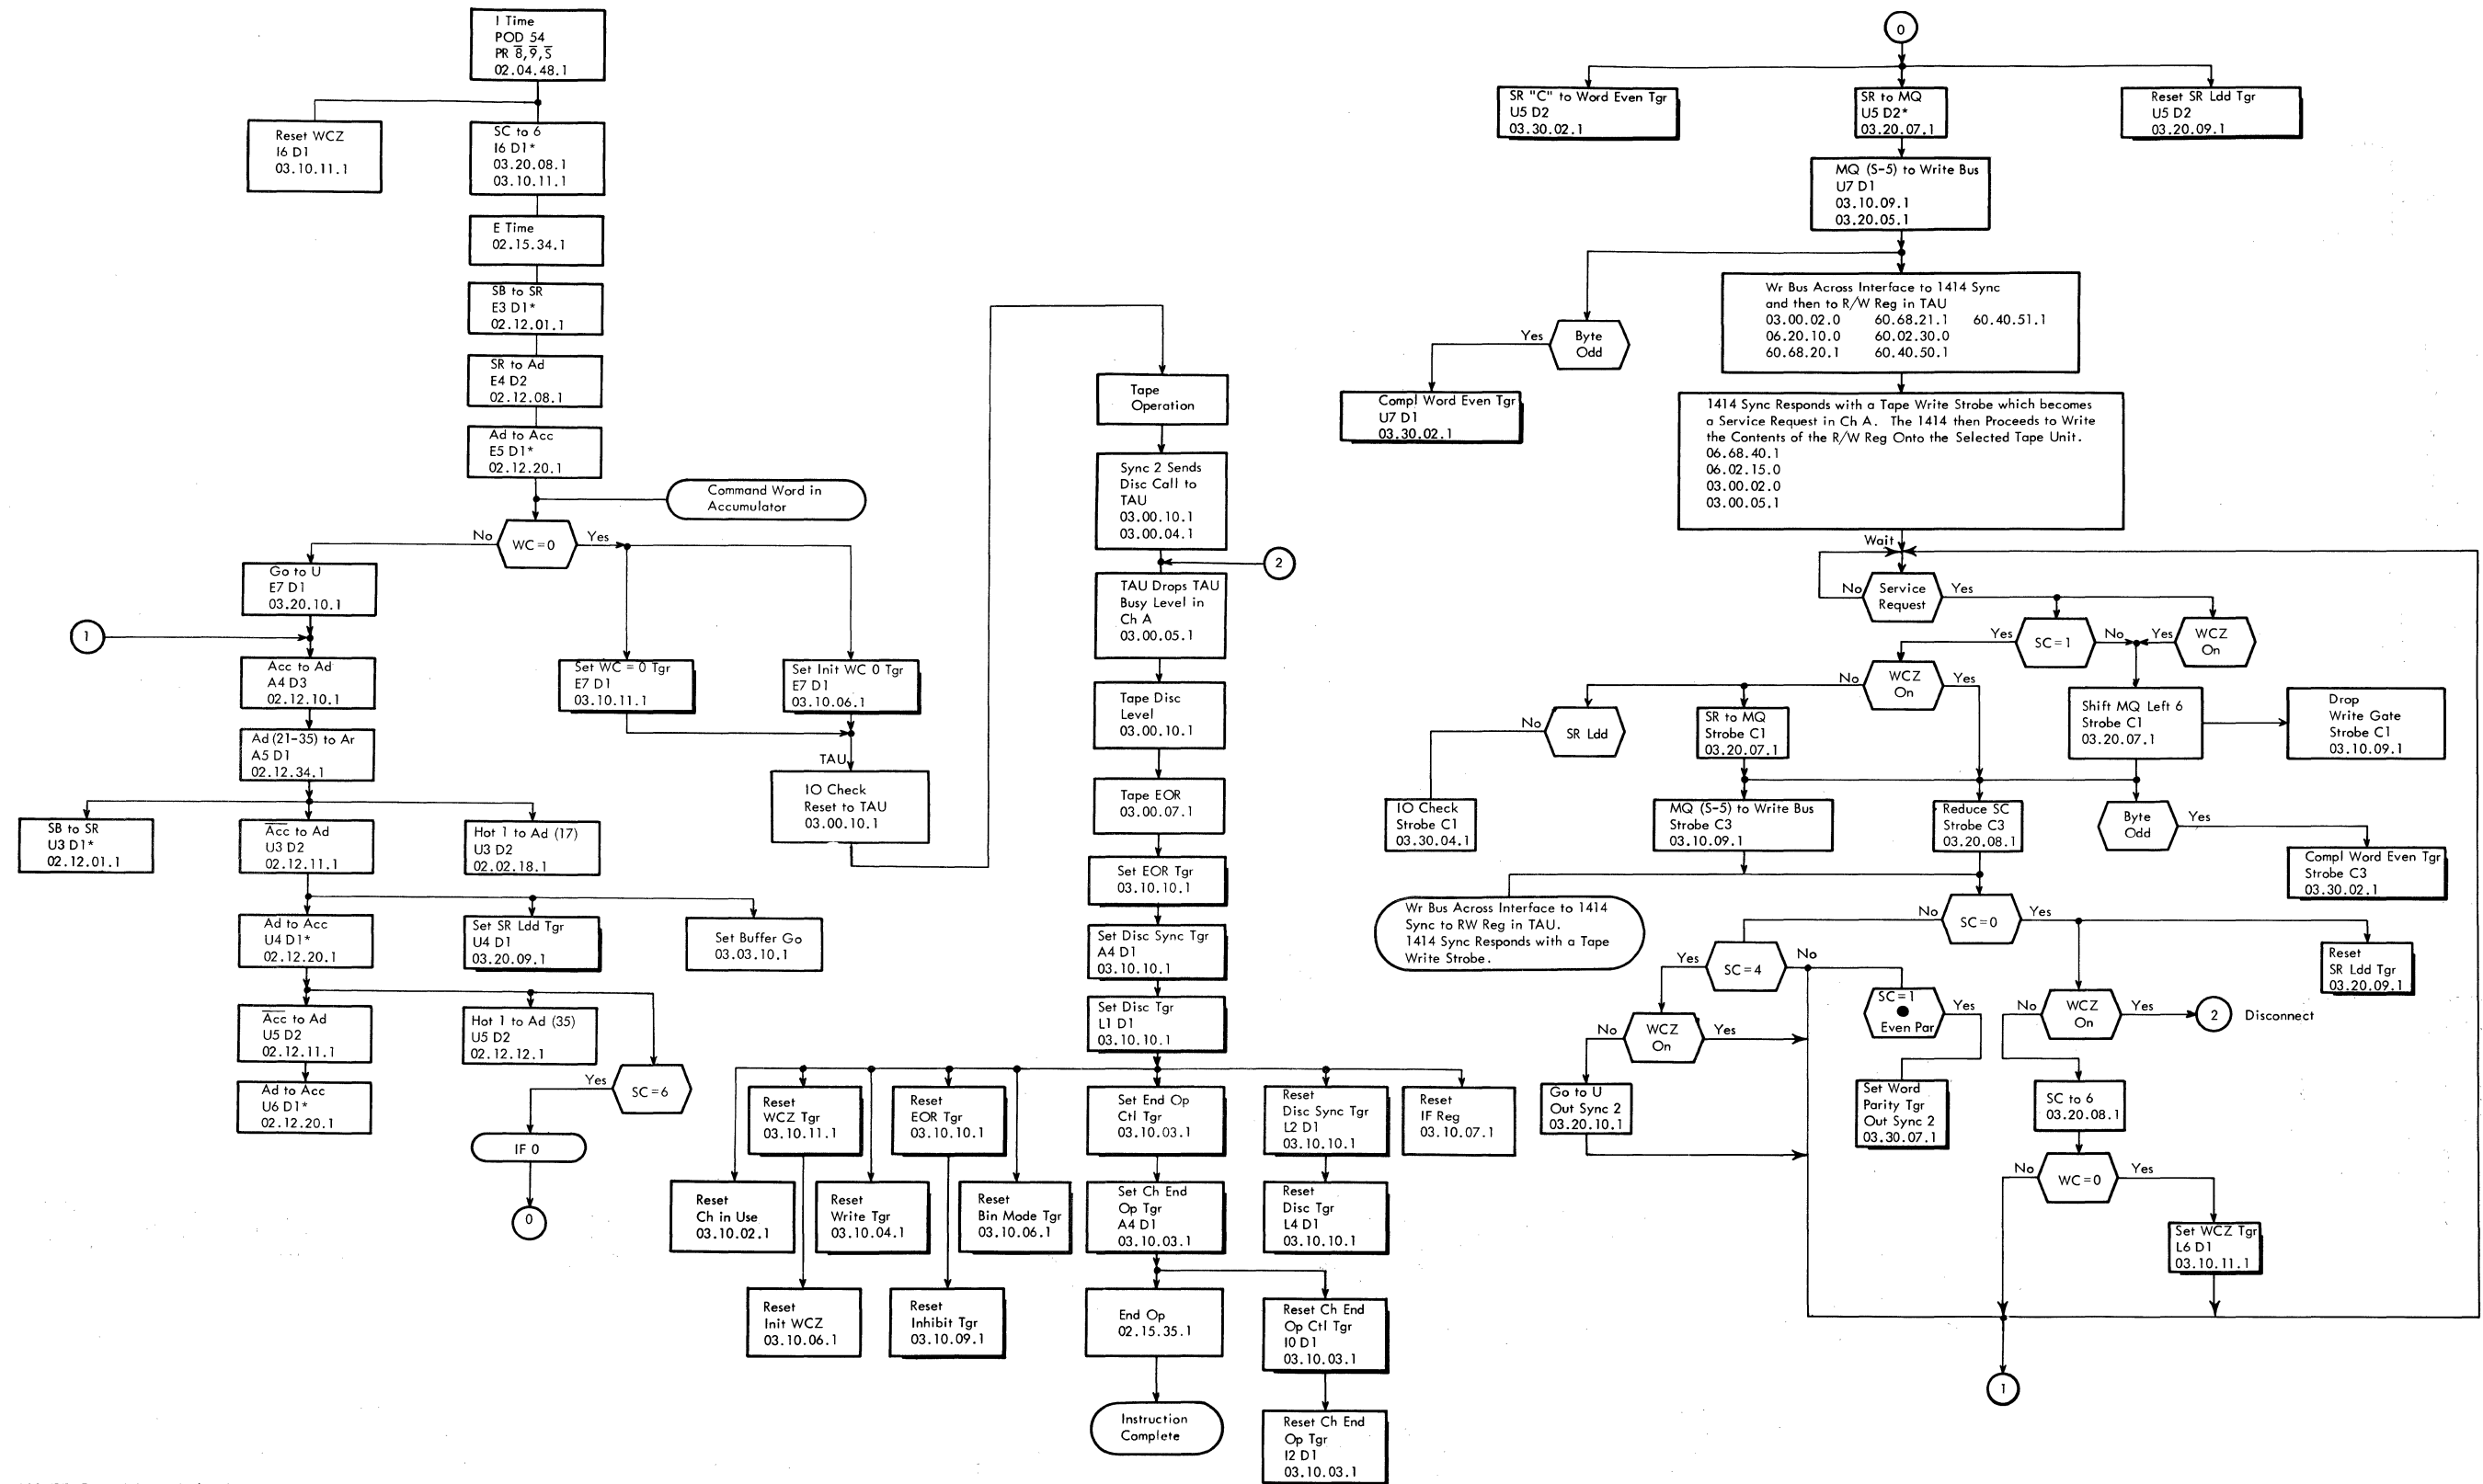 I Time
POD 54
PR 8̅,9̅,S̅
02.04.48.1
Reset WCZ
I6 D1
03.10.11.1
SC to 6
I6 D1*
03.20.08.1
03.10.11.1
E Time
02.15.34.1
SB to SR
E3 D1*
02.12.01.1
SR to Ad
E4 D2
02.12.08.1
Ad to Acc
E5 D1*
02.12.20.1
Command Word in
Accumulator
No
WC=0
Yes
Go to U
E7 D1
03.20.10.1
1
Acc to Ad
A4 D3
02.12.10.1
Ad (21-35) to Ar
A5 D1
02.12.34.1
SB to SR
U3 D1*
02.12.01.1
A̅c̅c̅ to Ad
U3 D2
02.12.11.1
Hot 1 to Ad (17)
U3 D2
02.02.18.1
Ad to Acc
U4 D1*
02.12.20.1
Set SR Ldd Tgr
U4 D1
03.20.09.1
Set Buffer Go
03.03.10.1
A̅c̅c̅ to Ad
U5 D2
02.12.11.1
Hot 1 to Ad (35)
U5 D2
02.12.12.1
Yes
SC=6
Ad to Acc
U6 D1*
02.12.20.1
IF 0
0
Set WC = 0 Tgr
E7 D1
03.10.11.1
Set Init WC 0 Tgr
E7 D1
03.10.06.1
TAU
IO Check
Reset to TAU
03.00.10.1
Tape
Operation
Sync 2 Sends
Disc Call to
TAU
03.00.10.1
03.00.04.1
2
TAU Drops TAU
Busy Level in
Ch A
03.00.05.1
Tape Disc
Level
03.00.10.1
Tape EOR
03.00.07.1
Set EOR Tgr
03.10.10.1
Set Disc Sync Tgr
A4 D1
03.10.10.1
Set Disc Tgr
L1 D1
03.10.10.1
Reset
WCZ Tgr
03.10.11.1
Reset
EOR Tgr
03.10.10.1
Set End Op
Ctl Tgr
03.10.03.1
Reset
Disc Sync Tgr
L2 D1
03.10.10.1
Reset
IF Reg
03.10.07.1
Reset
Ch in Use
03.10.02.1
Reset
Write Tgr
03.10.04.1
Reset
Bin Mode Tgr
03.10.06.1
Set Ch End
Op Tgr
A4 D1
03.10.03.1
Reset
Disc Tgr
L4 D1
03.10.10.1
Reset
Init WCZ
03.10.06.1
Reset
Inhibit Tgr
03.10.09.1
End Op
02.15.35.1
Reset Ch End
Op Ctl Tgr
I0 D1
03.10.03.1
Instruction
Complete
Reset Ch End
Op Tgr
I2 D1
03.10.03.1
0
SR "C" to Word Even Tgr
U5 D2
03.30.02.1
SR to MQ
U5 D2*
03.20.07.1
Reset SR Ldd Tgr
U5 D2
03.20.09.1
MQ (S-5) to Write Bus
U7 D1
03.10.09.1
03.20.05.1
Wr Bus Across Interface to 1414 Sync
and then to R/W Reg in TAU
03.00.02.0 60.68.21.1 60.40.51.1
06.20.10.0 60.02.30.0
60.68.20.1 60.40.50.1
Yes
Byte
Odd
Compl Word Even Tgr
U7 D1
03.30.02.1
1414 Sync Responds with a Tape Write Strobe which becomes
a Service Request in Ch A. The 1414 then Proceeds to Write
the Contents of the R/W Reg Onto the Selected Tape Unit.
06.68.40.1
06.02.15.0
03.00.02.0
03.00.05.1
Wait
No
Service
Request
Yes
Yes
SC=1
No
Yes
WCZ
On
No
WCZ
On
Yes
Shift MQ Left 6
Strobe C1
03.20.07.1
Drop
Write Gate
Strobe C1
03.10.09.1
No
SR Ldd
SR to MQ
Strobe C1
03.20.07.1
IO Check
Strobe C1
03.30.04.1
MQ (S-5) to Write Bus
Strobe C3
03.10.09.1
Reduce SC
Strobe C3
03.20.08.1
Byte
Odd
Yes
Compl Word Even Tgr
Strobe C3
03.30.02.1
Wr Bus Across Interface to 1414
Sync to RW Reg in TAU.
1414 Sync Responds with a Tape
Write Strobe.
No
SC=0
Yes
Yes
SC=4
No
Reset
SR Ldd Tgr
03.20.09.1
No
WCZ
On
Yes
SC=1
Even Par
Yes
No
WCZ
On
Yes
2
Disconnect
Go to U
Out Sync 2
03.20.10.1
Set Word
Parity Tgr
Out Sync 2
03.30.07.1
SC to 6
03.20.08.1
No
WC=0
Yes
Set WCZ Tgr
L6 D1
03.10.11.1
1